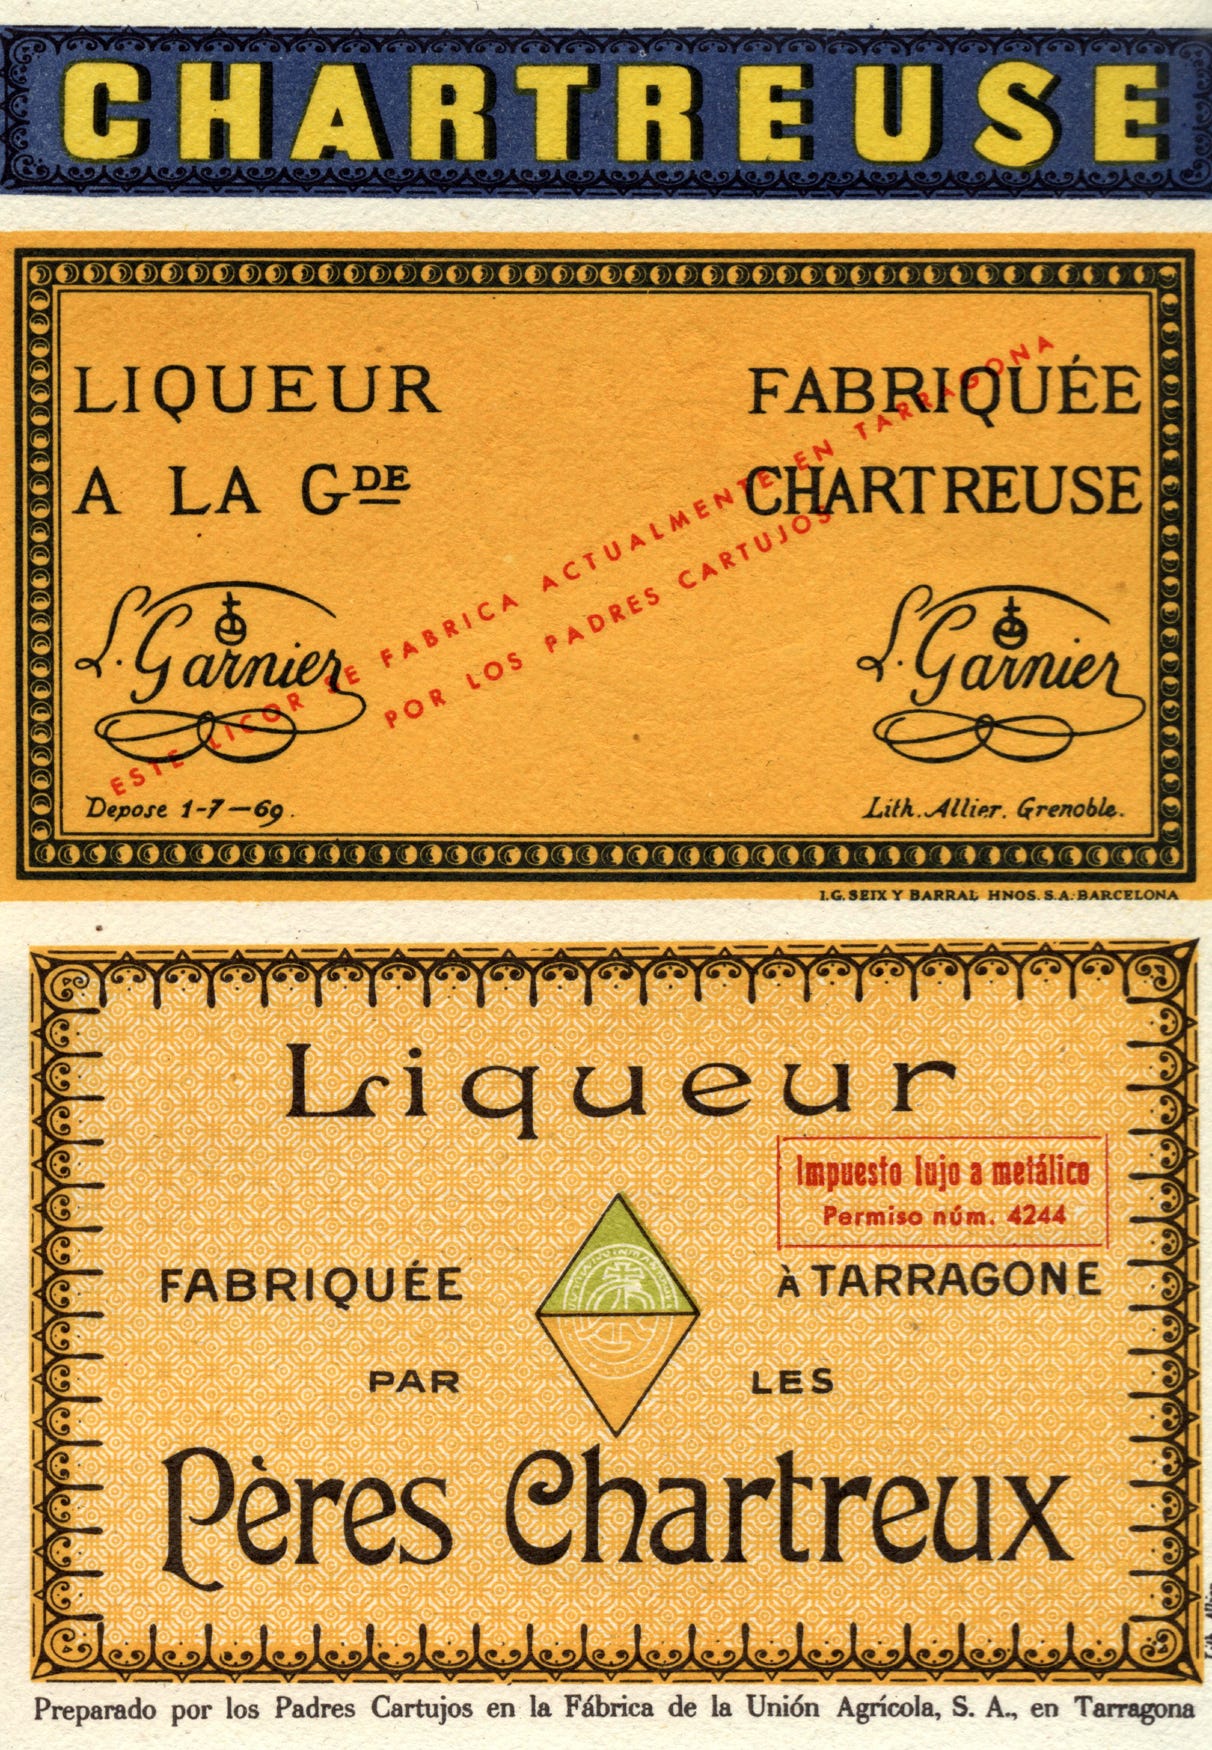 CHARTREUSE
LIQUEUR FABRIQUÉE
A LA Gᴰᴱ CHARTREUSE
ESTE LICOR SE FABRICA ACTUALMENTE EN TARRAGONA
POR LOS PADRES CARTUJOS
L. Garnier L. Garnier
Depose 1-7-69. Lith. Allier. Grenoble.
I.G. SEIX Y BARRAL HNOS. S.A. BARCELONA
Liqueur
Impuesto lujo a metálico
Permiso núm. 4244
FABRIQUÉE À TARRAGONE
PAR LES
Pères Chartreux
Lith. Allier
Preparado por los Padres Cartujos en la Fábrica de la Unión Agrícola, S. A., en Tarragona